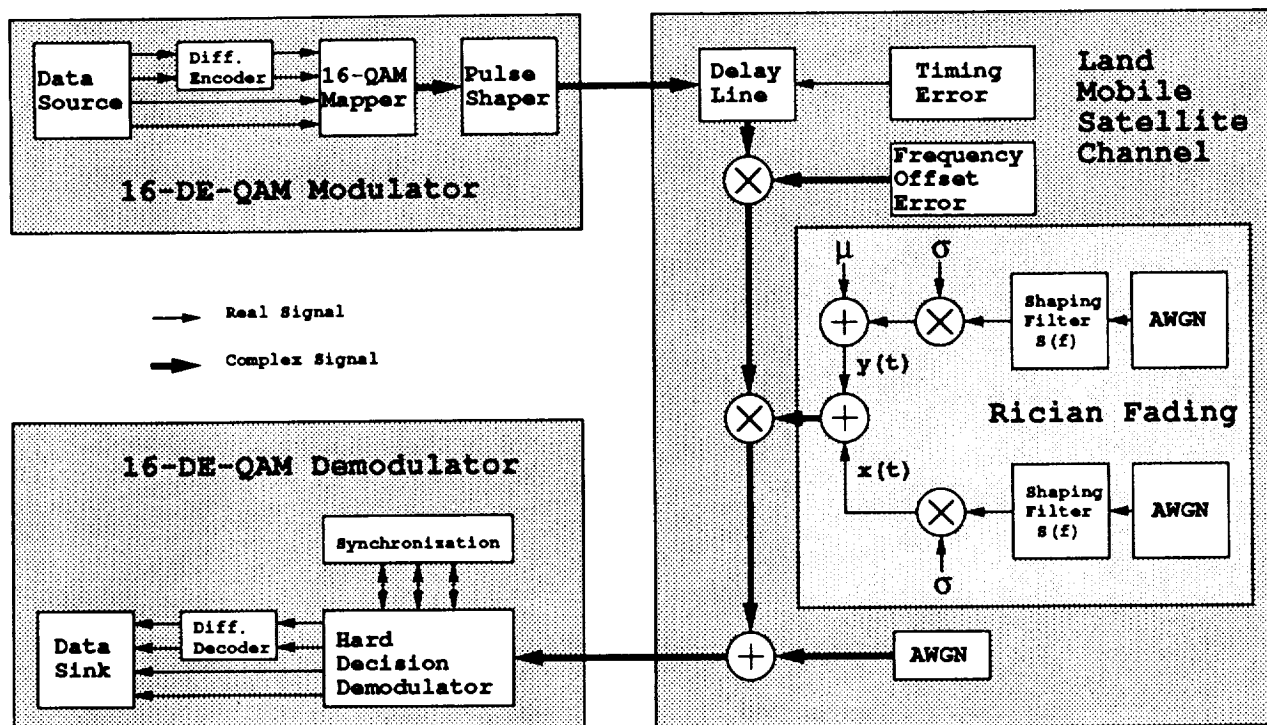 Data
Source
Diff.
Encoder
16-QAM
Mapper
Pulse
Shaper
16-DE-QAM Modulator
Delay
Line
Timing
Error
Land
Mobile
Satellite
Channel
Frequency
Offset
Error
μ
σ
Shaping
Filter
S(f)
AWGN
y(t)
Rician Fading
x(t)
Shaping
Filter
S(f)
AWGN
σ
AWGN
Real Signal
Complex Signal
16-DE-QAM Demodulator
Synchronization
Data
Sink
Diff.
Decoder
Hard
Decision
Demodulator